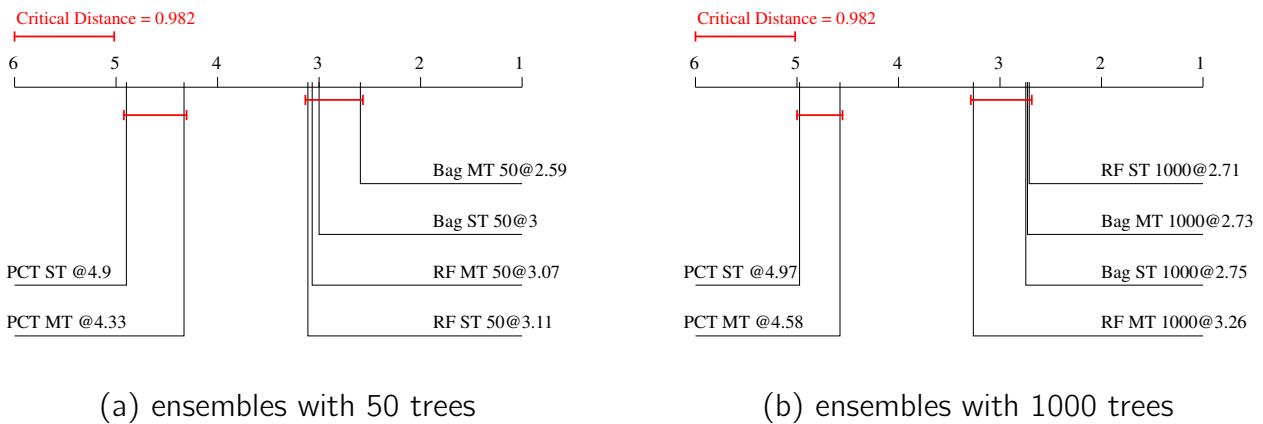 Critical Distance = 0.982
6 5 4 3 2 1
Bag MT 50@2.59
Bag ST 50@3
PCT ST @4.9 RF MT 50@3.07
PCT MT @4.33 RF ST 50@3.11
(a) ensembles with 50 trees
Critical Distance = 0.982
6 5 4 3 2 1
RF ST 1000@2.71
Bag MT 1000@2.73
PCT ST @4.97 Bag ST 1000@2.75
PCT MT @4.58 RF MT 1000@3.26
(b) ensembles with 1000 trees